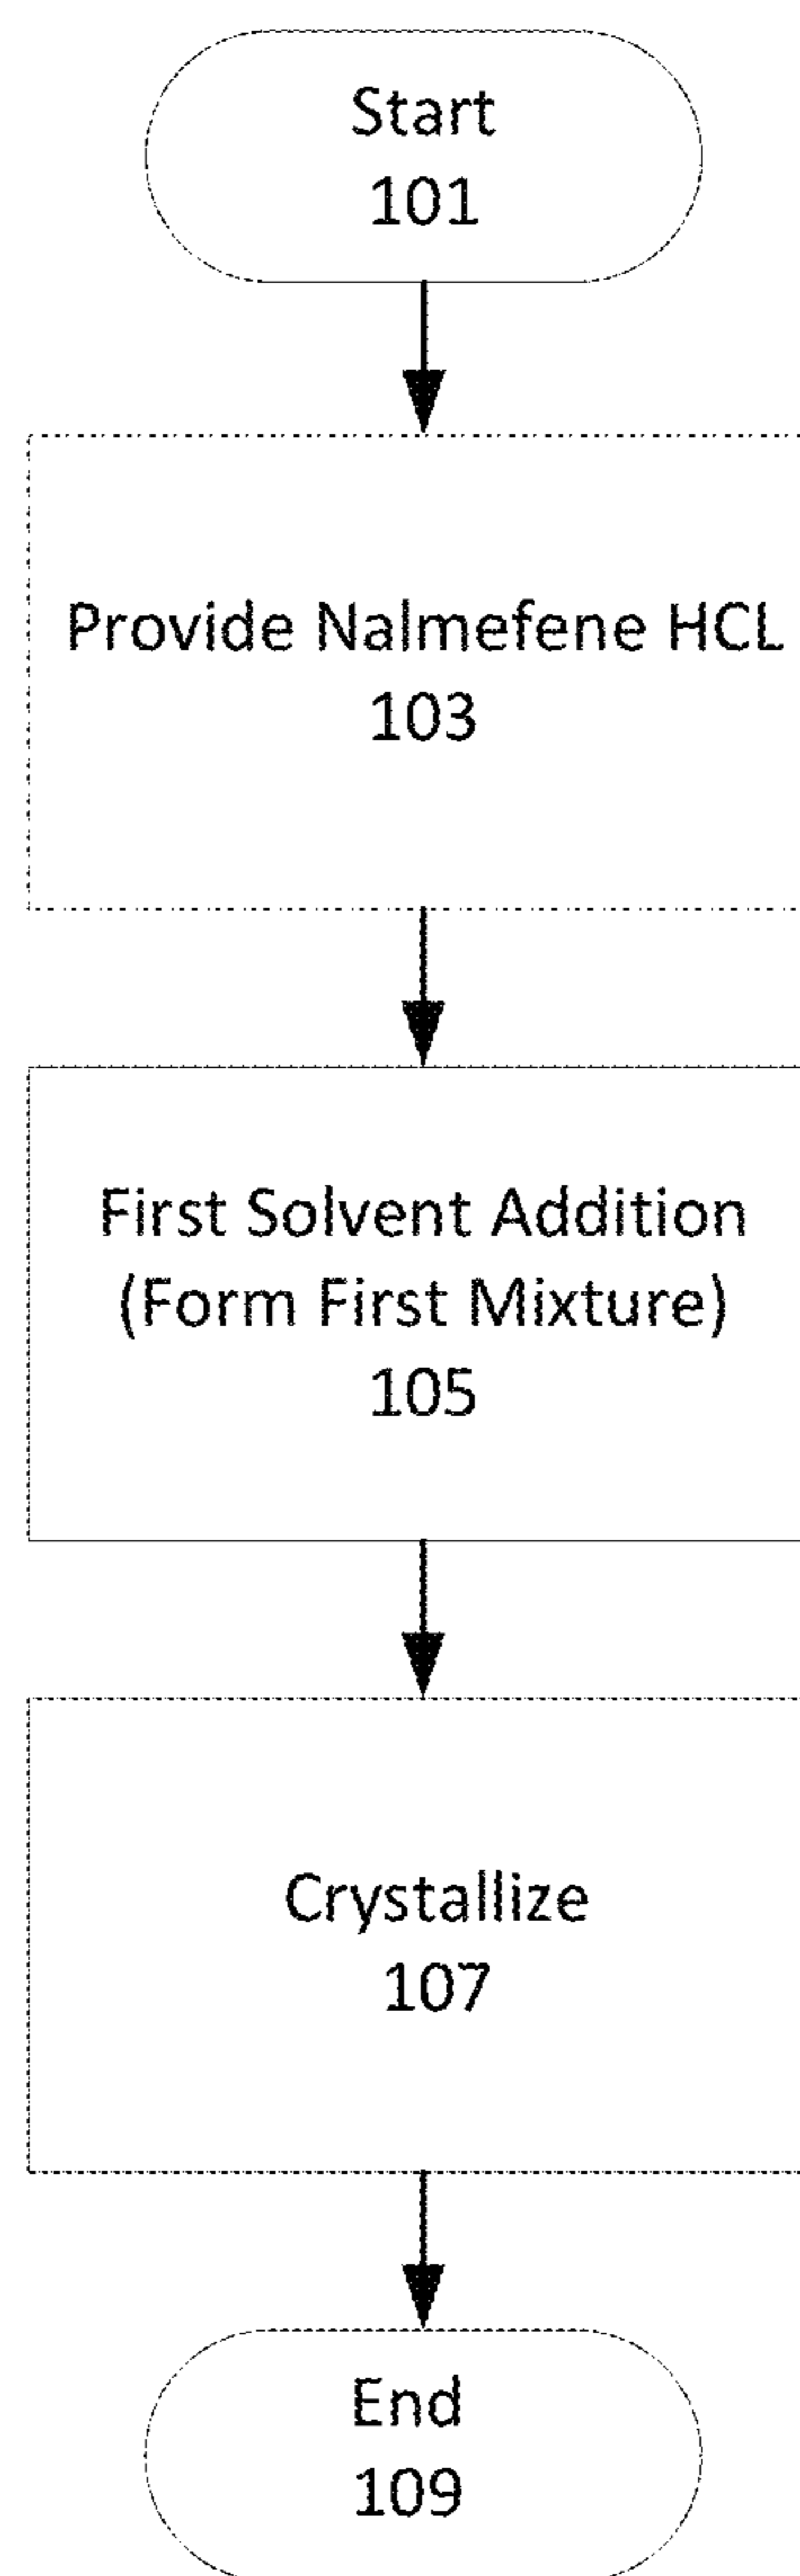 Start
101
Provide Nalmefene HCL
103
First Solvent Addition
(Form First Mixture)
105
Crystallize
107
End
109